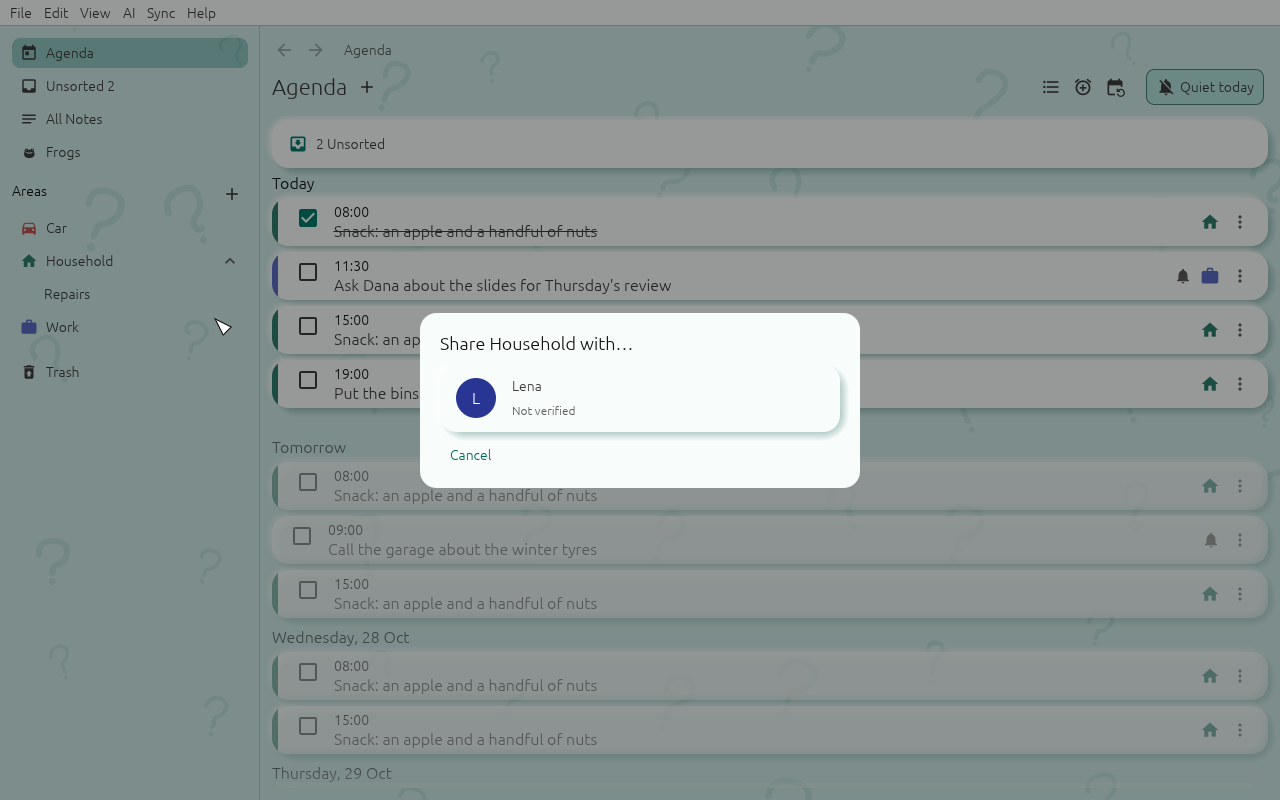 File Edit View AI Sync Help
Agenda
Unsorted 2
All Notes
Frogs
Areas
Car
Household
Repairs
Work
Trash
Agenda
Agenda
Quiet today
2 Unsorted
Today
08:00
Snack: an apple and a handful of nuts
11:30
Ask Dana about the slides for Thursday's review
15:00
Snack: an ap
19:00
Put the bins
Share Household with…
L
Lena
Not verified
Cancel
Tomorrow
08:00
Snack: an apple and a handful of nuts
09:00
Call the garage about the winter tyres
15:00
Snack: an apple and a handful of nuts
Wednesday, 28 Oct
08:00
Snack: an apple and a handful of nuts
15:00
Snack: an apple and a handful of nuts
Thursday, 29 Oct